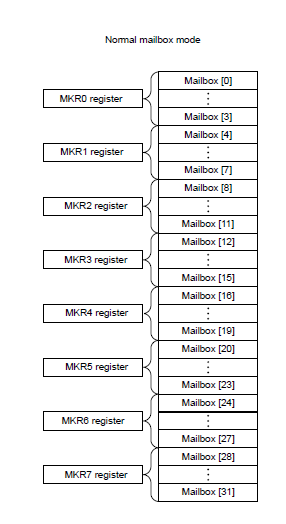 Normal mailbox mode
Mailbox [0]
MKR0 register
⋮
Mailbox [3]
Mailbox [4]
MKR1 register
⋮
Mailbox [7]
Mailbox [8]
MKR2 register
⋮
Mailbox [11]
Mailbox [12]
MKR3 register
⋮
Mailbox [15]
Mailbox [16]
MKR4 register
⋮
Mailbox [19]
Mailbox [20]
MKR5 register
⋮
Mailbox [23]
Mailbox [24]
MKR6 register
⋮
Mailbox [27]
Mailbox [28]
MKR7 register
⋮
Mailbox [31]